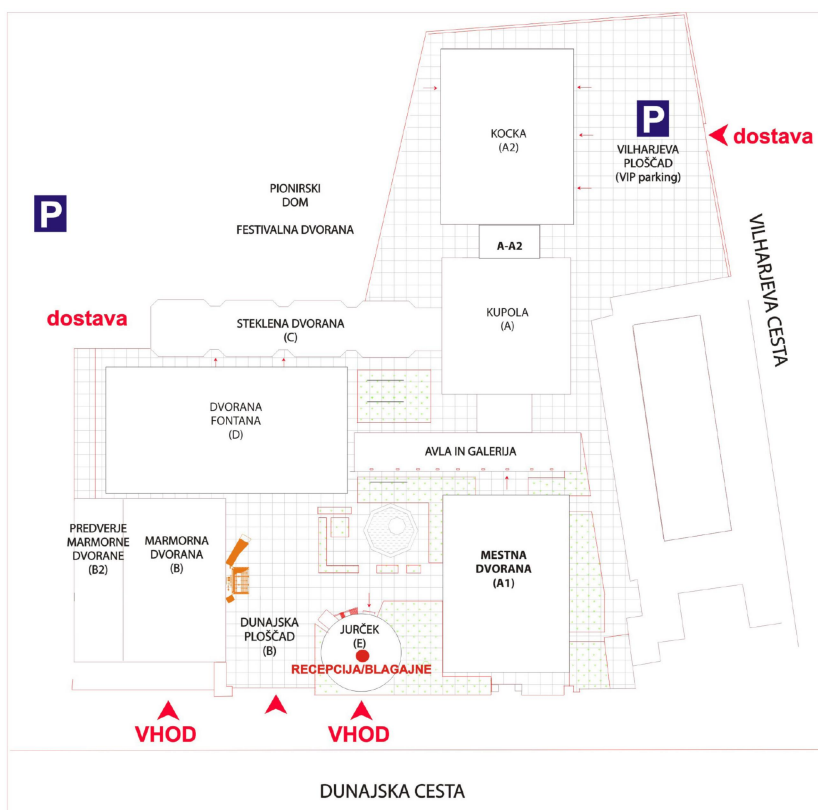 KOCKA
(A2)
P
VILHARJEVA
PLOŠČAD
(VIP parking)
dostava
PIONIRSKI
DOM
FESTIVALNA DVORANA
P
A-A2
VILHARJEVA CESTA
dostava
STEKLENA DVORANA
(C)
KUPOLA
(A)
DVORANA
FONTANA
(D)
AVLA IN GALERIJA
PREDVERJE
MARMORNE
DVORANE
(B2)
MARMORNA
DVORANA
(B)
MESTNA
DVORANA
(A1)
DUNAJSKA
PLOŠČAD
(B)
JURČEK
(E)
RECEPCIJA/BLAGAJNE
VHOD
VHOD
DUNAJSKA CESTA